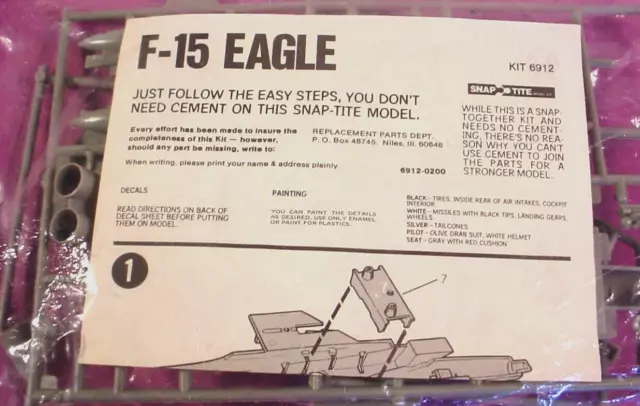 F-15 EAGLE
KIT 6912
SNAP TITE
JUST FOLLOW THE EASY STEPS, YOU DON'T
NEED CEMENT ON THIS SNAP-TITE MODEL.
WHILE THIS IS A SNAP-
TOGETHER KIT AND
NEEDS NO CEMENT-
ING, THERE'S NO REA-
SON WHY YOU CAN'T
USE CEMENT TO JOIN
THE PARTS FOR A
STRONGER MODEL.
Every effort has been made to insure the
completeness of this Kit — however,
should any part be missing, write to:
REPLACEMENT PARTS DEPT.
P. O. Box 48745. Niles, Ill. 60648
When writing, please print your name & address plainly.
6912-0200
DECALS
READ DIRECTIONS ON BACK OF
DECAL SHEET BEFORE PUTTING
THEM ON MODEL.
PAINTING
YOU CAN PAINT THE DETAILS
AS DESIRED. USE ONLY ENAMEL
OR PAINT FOR PLASTICS.
BLACK – TIRES, INSIDE REAR OF AIR INTAKES, COCKPIT
INTERIOR.
WHITE – MISSILES WITH BLACK TIPS, LANDING GEARS,
WHEELS.
SILVER – TAILCONES
PILOT – OLIVE DRAB SUIT, WHITE HELMET
SEAT – GRAY WITH RED CUSHION
1
7